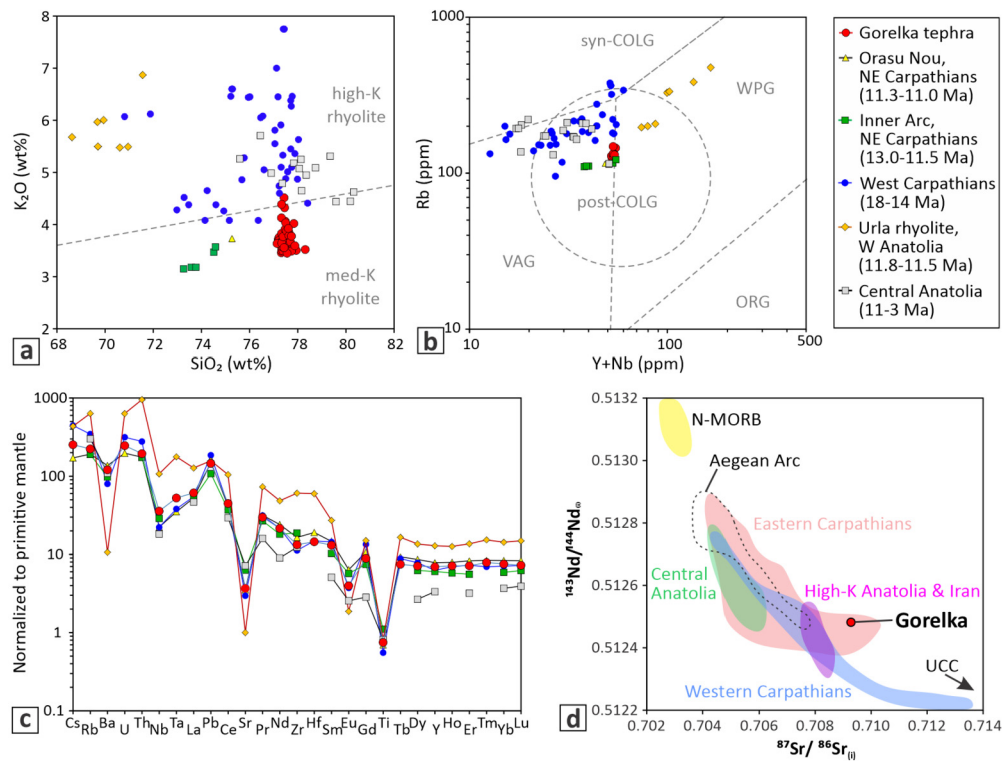 8
7
6
5
4
3
2
K₂O (wt%)
high-K
rhyolite
med-K
rhyolite
68 70 72 74 76 78 80 82
SiO₂ (wt%)
a
1000
100
10
Rb (ppm)
syn-COLG
WPG
post-COLG
VAG
ORG
10 100 500
Y+Nb (ppm)
b
Gorelka tephra
Orasu Nou,
NE Carpathians
(11.3-11.0 Ma)
Inner Arc,
NE Carpathians
(13.0-11.5 Ma)
West Carpathians
(18-14 Ma)
Urla rhyolite,
W Anatolia
(11.8-11.5 Ma)
Central Anatolia
(11-3 Ma)
1000
100
10
1
0.1
Normalized to primitive mantle
Cs Rb Ba U Th Nb Ta La Pb Ce Sr Pr Nd Zr Hf Sm Eu Gd Ti Tb Dy Y Ho Er Tm Yb Lu
c
0.5132
0.5130
0.5128
0.5126
0.5124
0.5122
N-MORB
Aegean Arc
Eastern Carpathians
Central
Anatolia
High-K Anatolia & Iran
Gorelka
UCC
Western Carpathians
0.702 0.704 0.706 0.708 0.710 0.712 0.714
⁸⁷Sr/ ⁸⁶Sr₍ᵢ₎
d